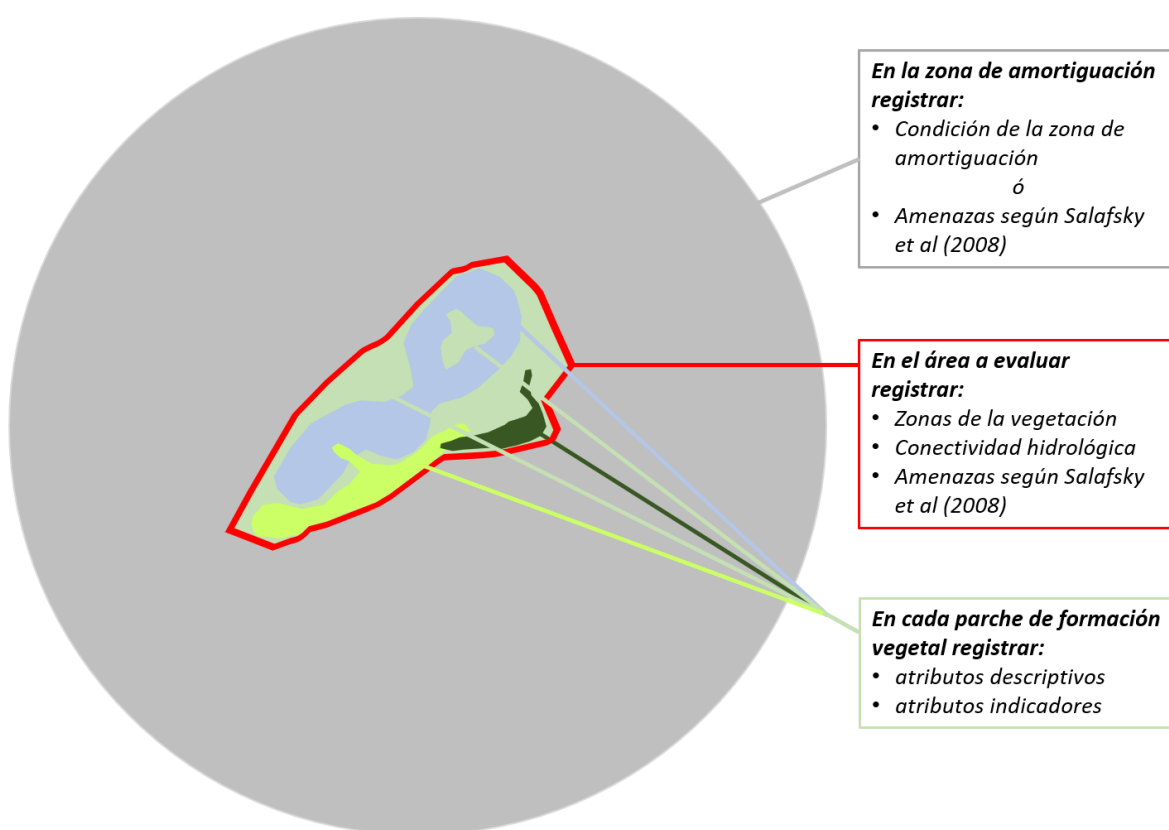 En la zona de amortiguación
registrar:
• Condición de la zona de
amortiguación
ó
• Amenazas según Salafsky
et al (2008)
En el área a evaluar
registrar:
• Zonas de la vegetación
• Conectividad hidrológica
• Amenazas según Salafsky
et al (2008)
En cada parche de formación
vegetal registrar:
• atributos descriptivos
• atributos indicadores